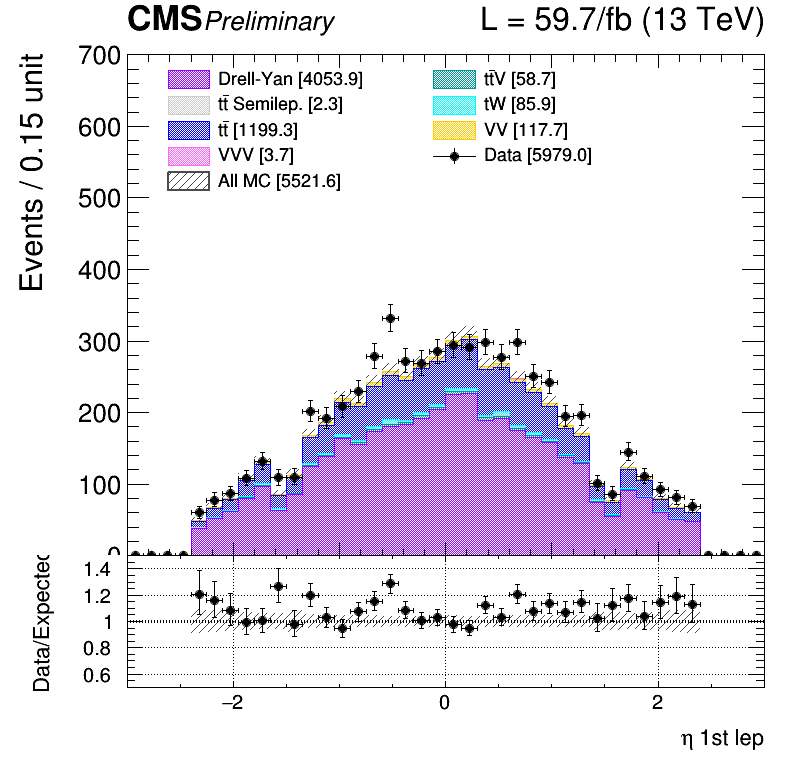 CMS Preliminary L = 59.7/fb (13 TeV)
Events / 0.15 unit
700
600
500
400
300
200
100
0
Drell-Yan [4053.9]
tt̄ Semilep. [2.3]
tt̄ [1199.3]
VVV [3.7]
All MC [5521.6]
tt̄V [58.7]
tW [85.9]
VV [117.7]
Data [5979.0]
Data/Expected
1.4
1.2
1
0.8
0.6
−2 0 2
η 1st lep